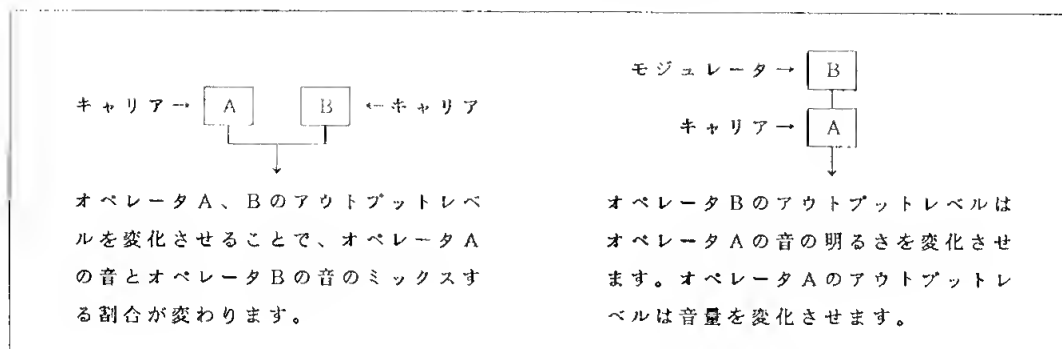 キャリア→ A B ←キャリア
オペレータA、Bのアウトプットレベ
ルを変化させることで、オペレータA
の音とオペレータBの音のミックスす
る割合が変わります。
モジュレータ→ B
キャリア→ A
オペレータBのアウトプットレベルは
オペレータAの音の明るさを変化させ
ます。オペレータAのアウトプットレ
ベルは音量を変化させます。